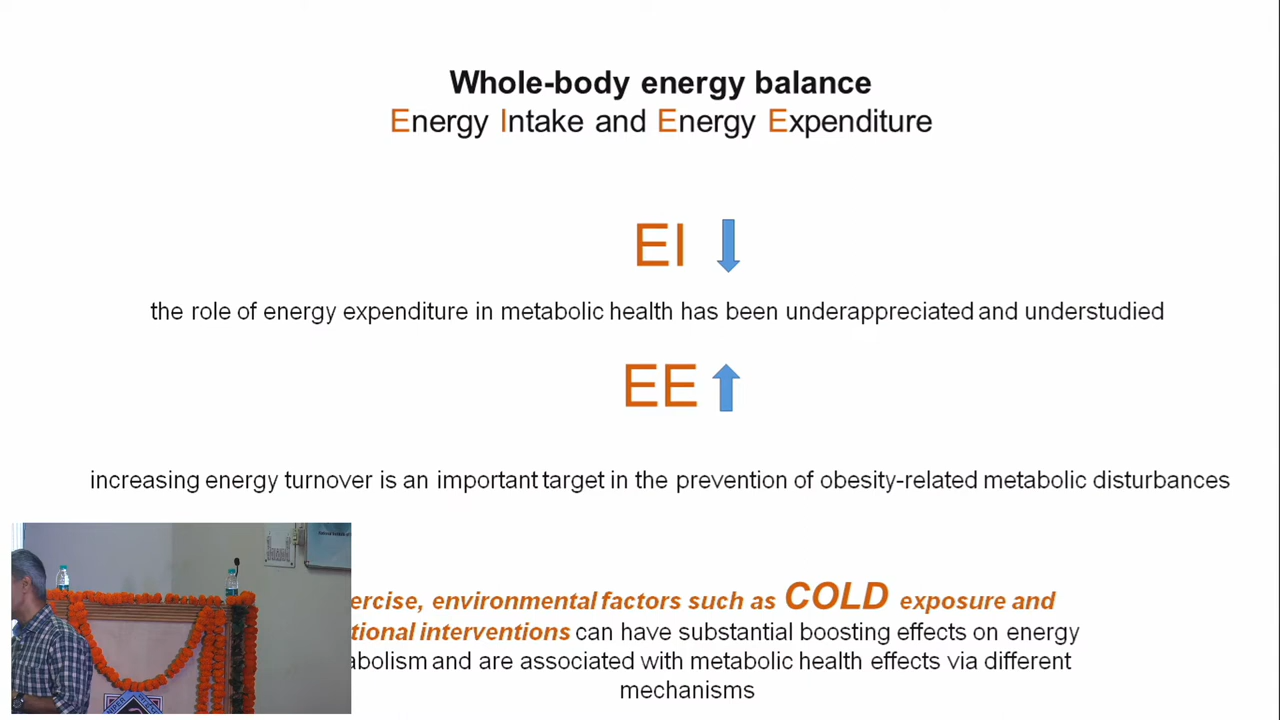 Whole-body energy balance
Energy Intake and Energy Expenditure
EI
the role of energy expenditure in metabolic health has been underappreciated and understudied
EE
increasing energy turnover is an important target in the prevention of obesity-related metabolic disturbances
ercise, environmental factors such as COLD exposure and
tional interventions can have substantial boosting effects on energy
abolism and are associated with metabolic health effects via different
mechanisms